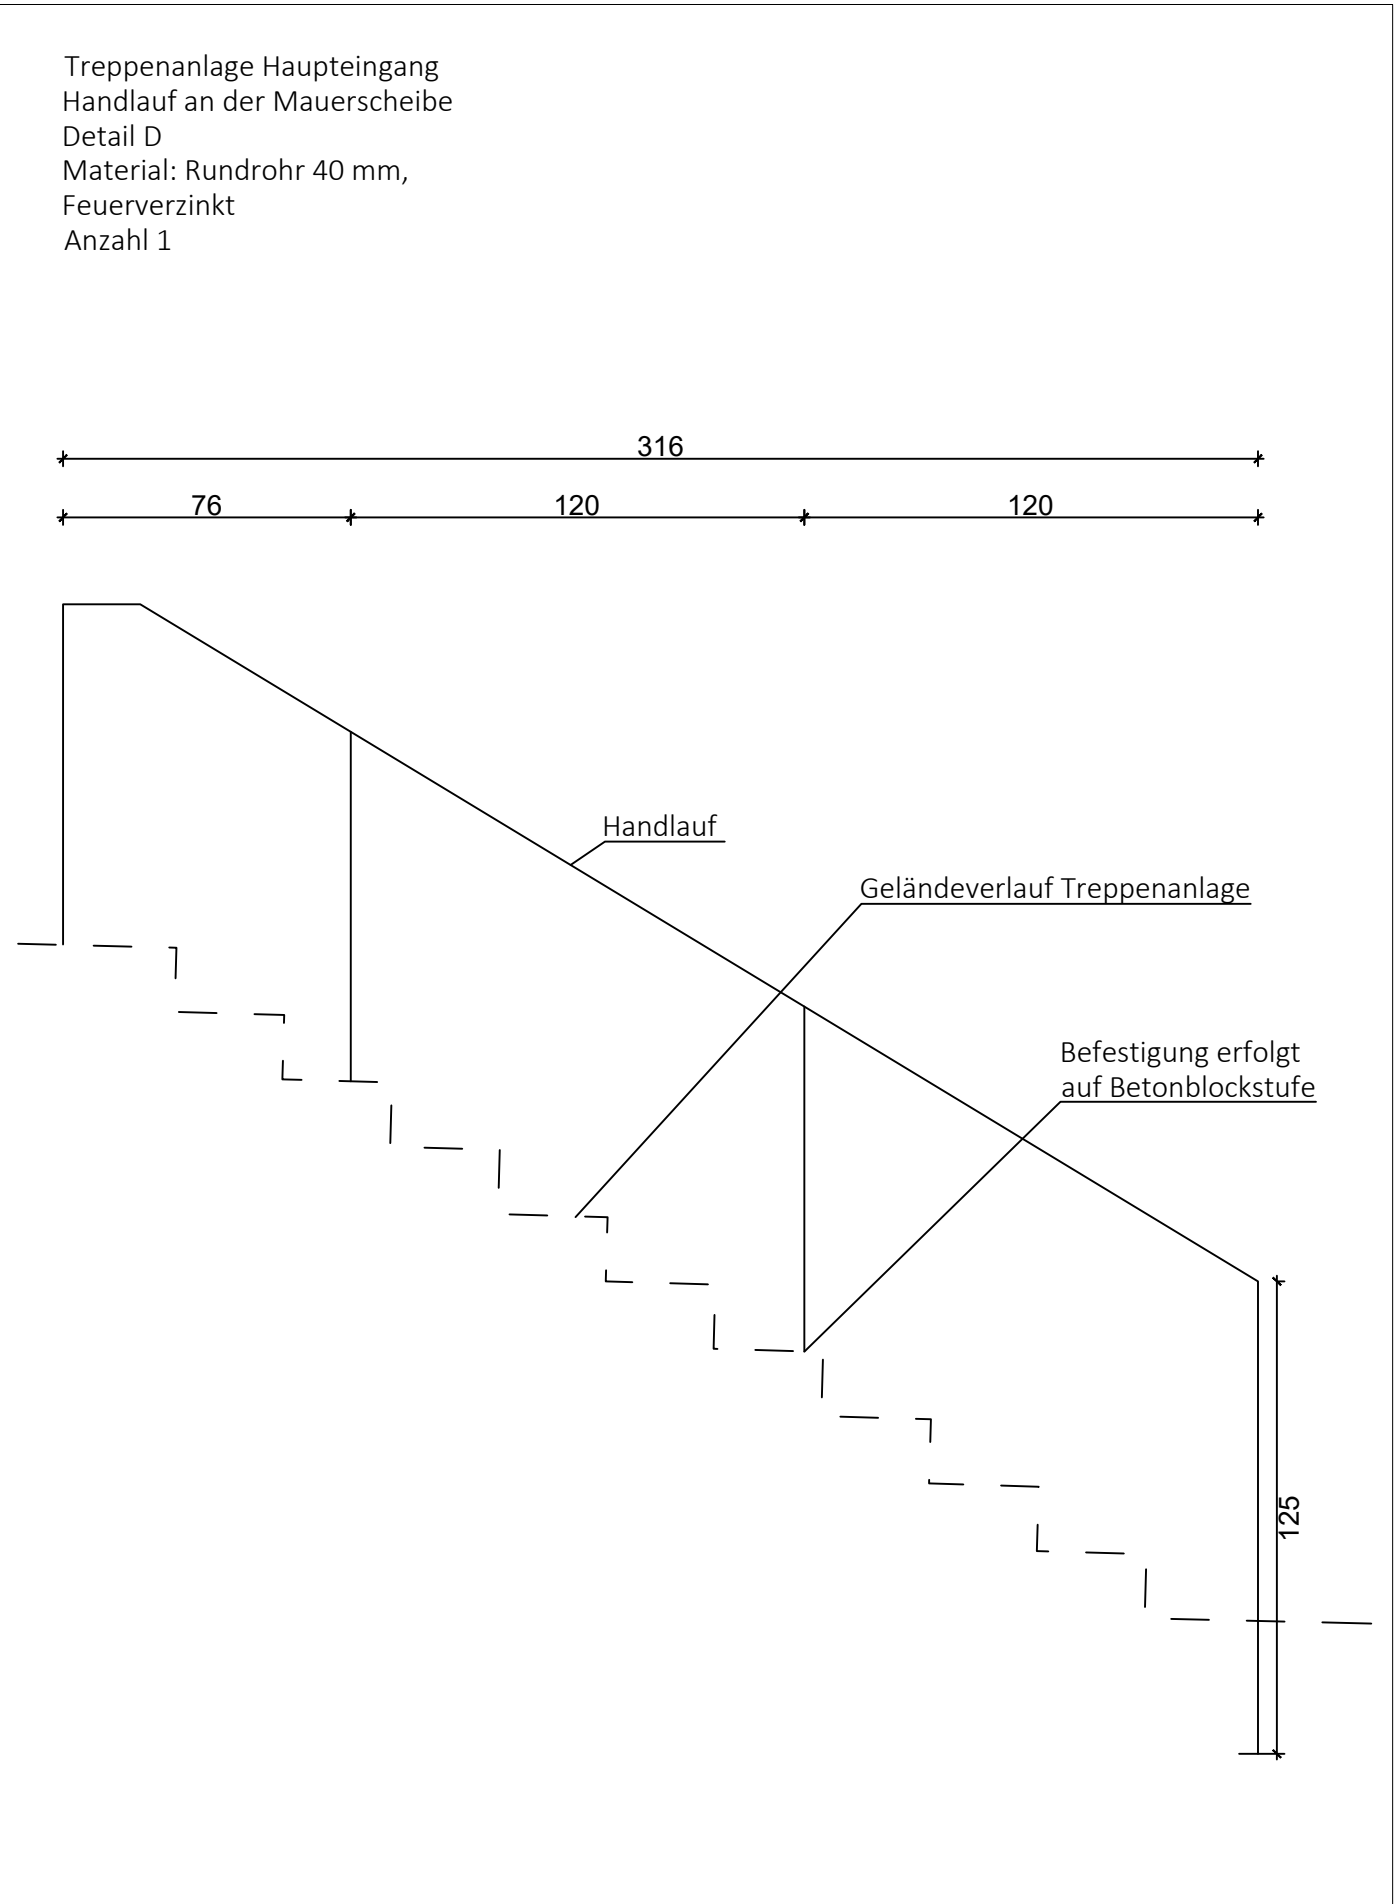 Treppenanlage Haupteingang
Handlauf an der Mauerscheibe
Detail D
Material: Rundrohr 40 mm,
Feuerverzinkt
Anzahl 1
316
76
120
120
Handlauf
Geländeverlauf Treppenanlage
Befestigung erfolgt
auf Betonblockstufe
125